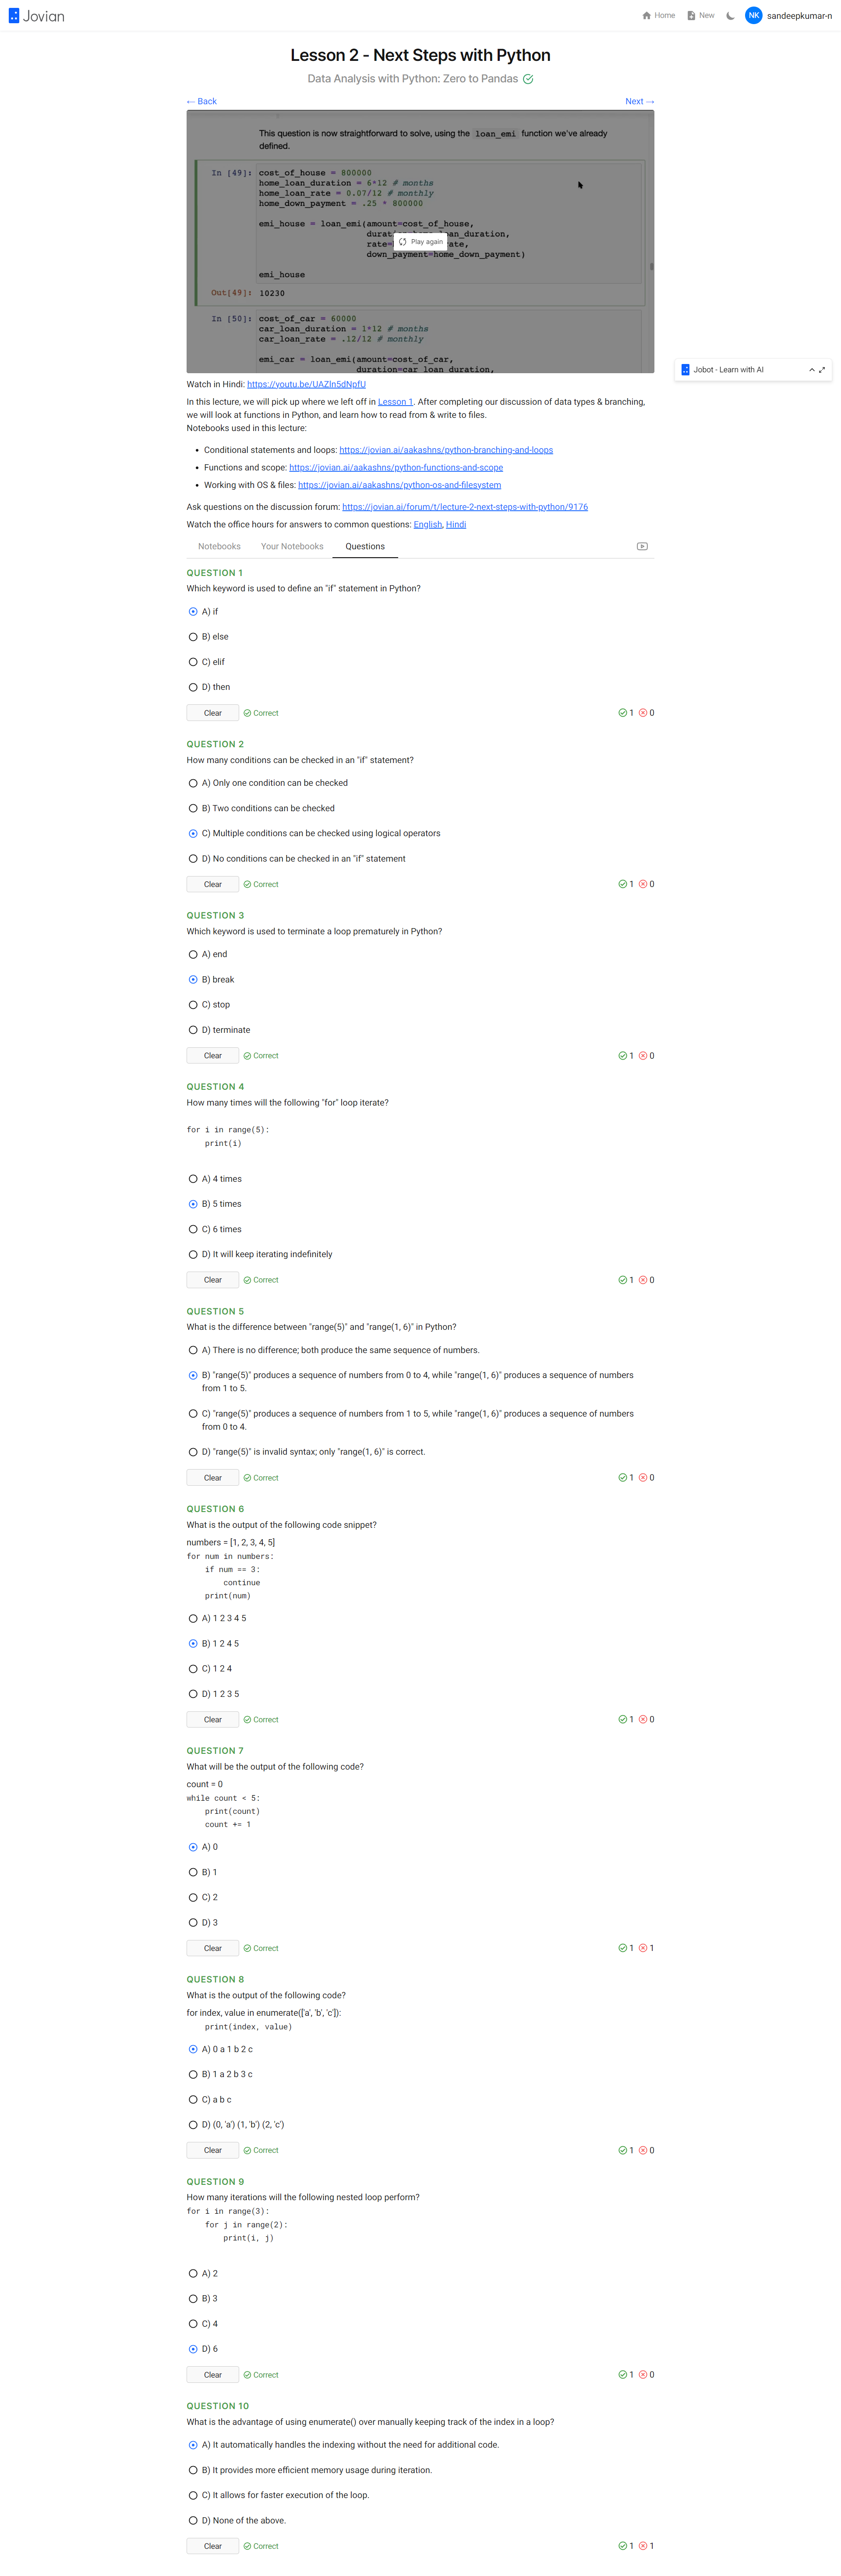 Jovian
Home
New
NK
sandeepkumar-n
Lesson 2 - Next Steps with Python
Data Analysis with Python: Zero to Pandas
← Back
Next →
This question is now straightforward to solve, using the loan_emi function we've already
defined.
In [49]:
cost_of_house = 800000
home_loan_duration = 6*12 # months
home_loan_rate = 0.07/12 # monthly
home_down_payment = .25 * 800000
emi_house = loan_emi(amount=cost_of_house,
Play again
down_payment=home_down_payment)
emi_house
Out[49]: 10230
In [50]:
cost_of_car = 60000
car_loan_duration = 1*12 # months
car_loan_rate = .12/12 # monthly
emi_car = loan_emi(amount=cost_of_car,
duration=car_loan_duration,
Jobot - Learn with AI
Watch in Hindi: https://youtu.be/UAZln5dNpfU
In this lecture, we will pick up where we left off in Lesson 1. After completing our discussion of data types & branching,
we will look at functions in Python, and learn how to read from & write to files.
Notebooks used in this lecture:
• Conditional statements and loops: https://jovian.ai/aakashns/python-branching-and-loops
• Functions and scope: https://jovian.ai/aakashns/python-functions-and-scope
• Working with OS & files: https://jovian.ai/aakashns/python-os-and-filesystem
Ask questions on the discussion forum: https://jovian.ai/forum/t/lecture-2-next-steps-with-python/9176
Watch the office hours for answers to common questions: English, Hindi
Notebooks
Your Notebooks
Questions
QUESTION 1
Which keyword is used to define an "if" statement in Python?
A) if
B) else
C) elif
D) then
Clear
Correct
1
0
QUESTION 2
How many conditions can be checked in an "if" statement?
A) Only one condition can be checked
B) Two conditions can be checked
C) Multiple conditions can be checked using logical operators
D) No conditions can be checked in an "if" statement
Clear
Correct
1
0
QUESTION 3
Which keyword is used to terminate a loop prematurely in Python?
A) end
B) break
C) stop
D) terminate
Clear
Correct
1
0
QUESTION 4
How many times will the following "for" loop iterate?
for i in range(5):
print(i)
A) 4 times
B) 5 times
C) 6 times
D) It will keep iterating indefinitely
Clear
Correct
1
0
QUESTION 5
What is the difference between "range(5)" and "range(1, 6)" in Python?
A) There is no difference; both produce the same sequence of numbers.
B) "range(5)" produces a sequence of numbers from 0 to 4, while "range(1, 6)" produces a sequence of numbers
from 1 to 5.
C) "range(5)" produces a sequence of numbers from 1 to 5, while "range(1, 6)" produces a sequence of numbers
from 0 to 4.
D) "range(5)" is invalid syntax; only "range(1, 6)" is correct.
Clear
Correct
1
0
QUESTION 6
What is the output of the following code snippet?
numbers = [1, 2, 3, 4, 5]
for num in numbers:
if num == 3:
continue
print(num)
A) 1 2 3 4 5
B) 1 2 4 5
C) 1 2 4
D) 1 2 3 5
Clear
Correct
1
0
QUESTION 7
What will be the output of the following code?
count = 0
while count < 5:
print(count)
count += 1
A) 0
B) 1
C) 2
D) 3
Clear
Correct
1
1
QUESTION 8
What is the output of the following code?
for index, value in enumerate(['a', 'b', 'c']):
print(index, value)
A) 0 a 1 b 2 c
B) 1 a 2 b 3 c
C) a b c
D) (0, 'a') (1, 'b') (2, 'c')
Clear
Correct
1
0
QUESTION 9
How many iterations will the following nested loop perform?
for i in range(3):
for j in range(2):
print(i, j)
A) 2
B) 3
C) 4
D) 6
Clear
Correct
1
0
QUESTION 10
What is the advantage of using enumerate() over manually keeping track of the index in a loop?
A) It automatically handles the indexing without the need for additional code.
B) It provides more efficient memory usage during iteration.
C) It allows for faster execution of the loop.
D) None of the above.
Clear
Correct
1
1